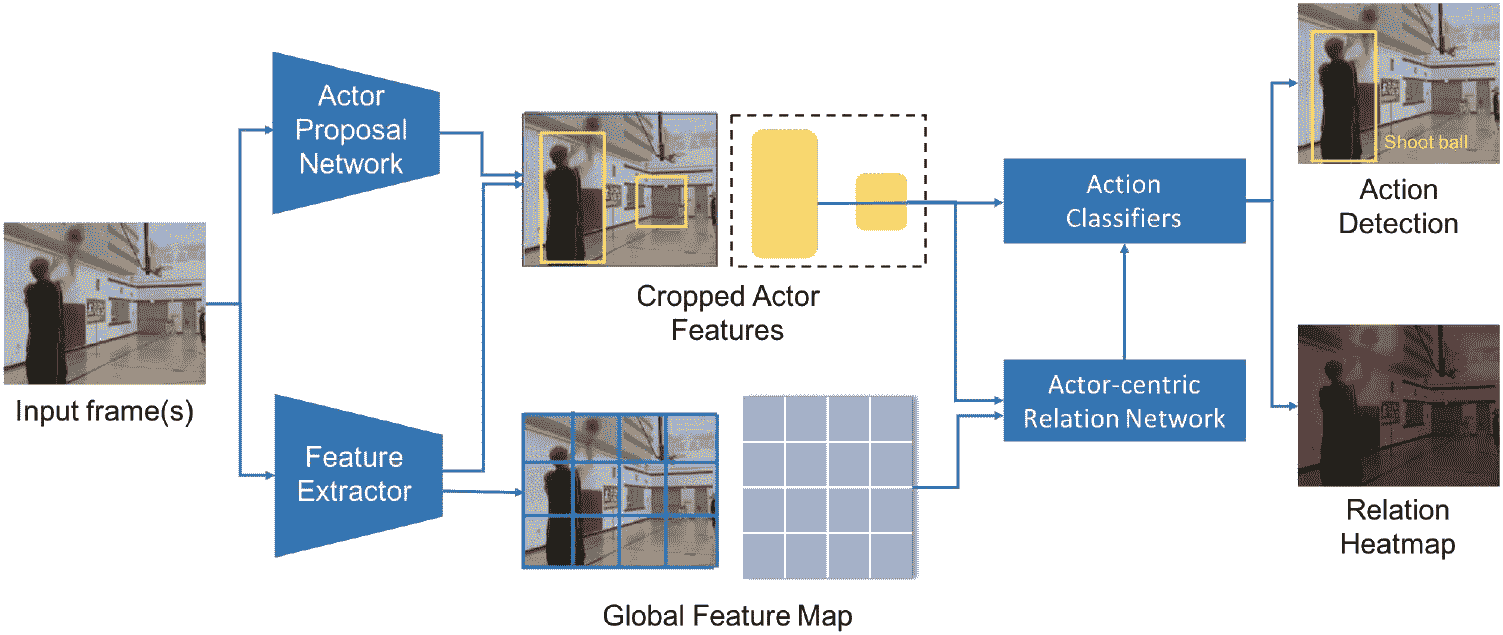 Actor
Proposal
Network
Input frame(s)
Feature
Extractor
Cropped Actor
Features
Global Feature Map
Action
Classifiers
Actor-centric
Relation Network
Shoot ball
Action
Detection
Relation
Heatmap